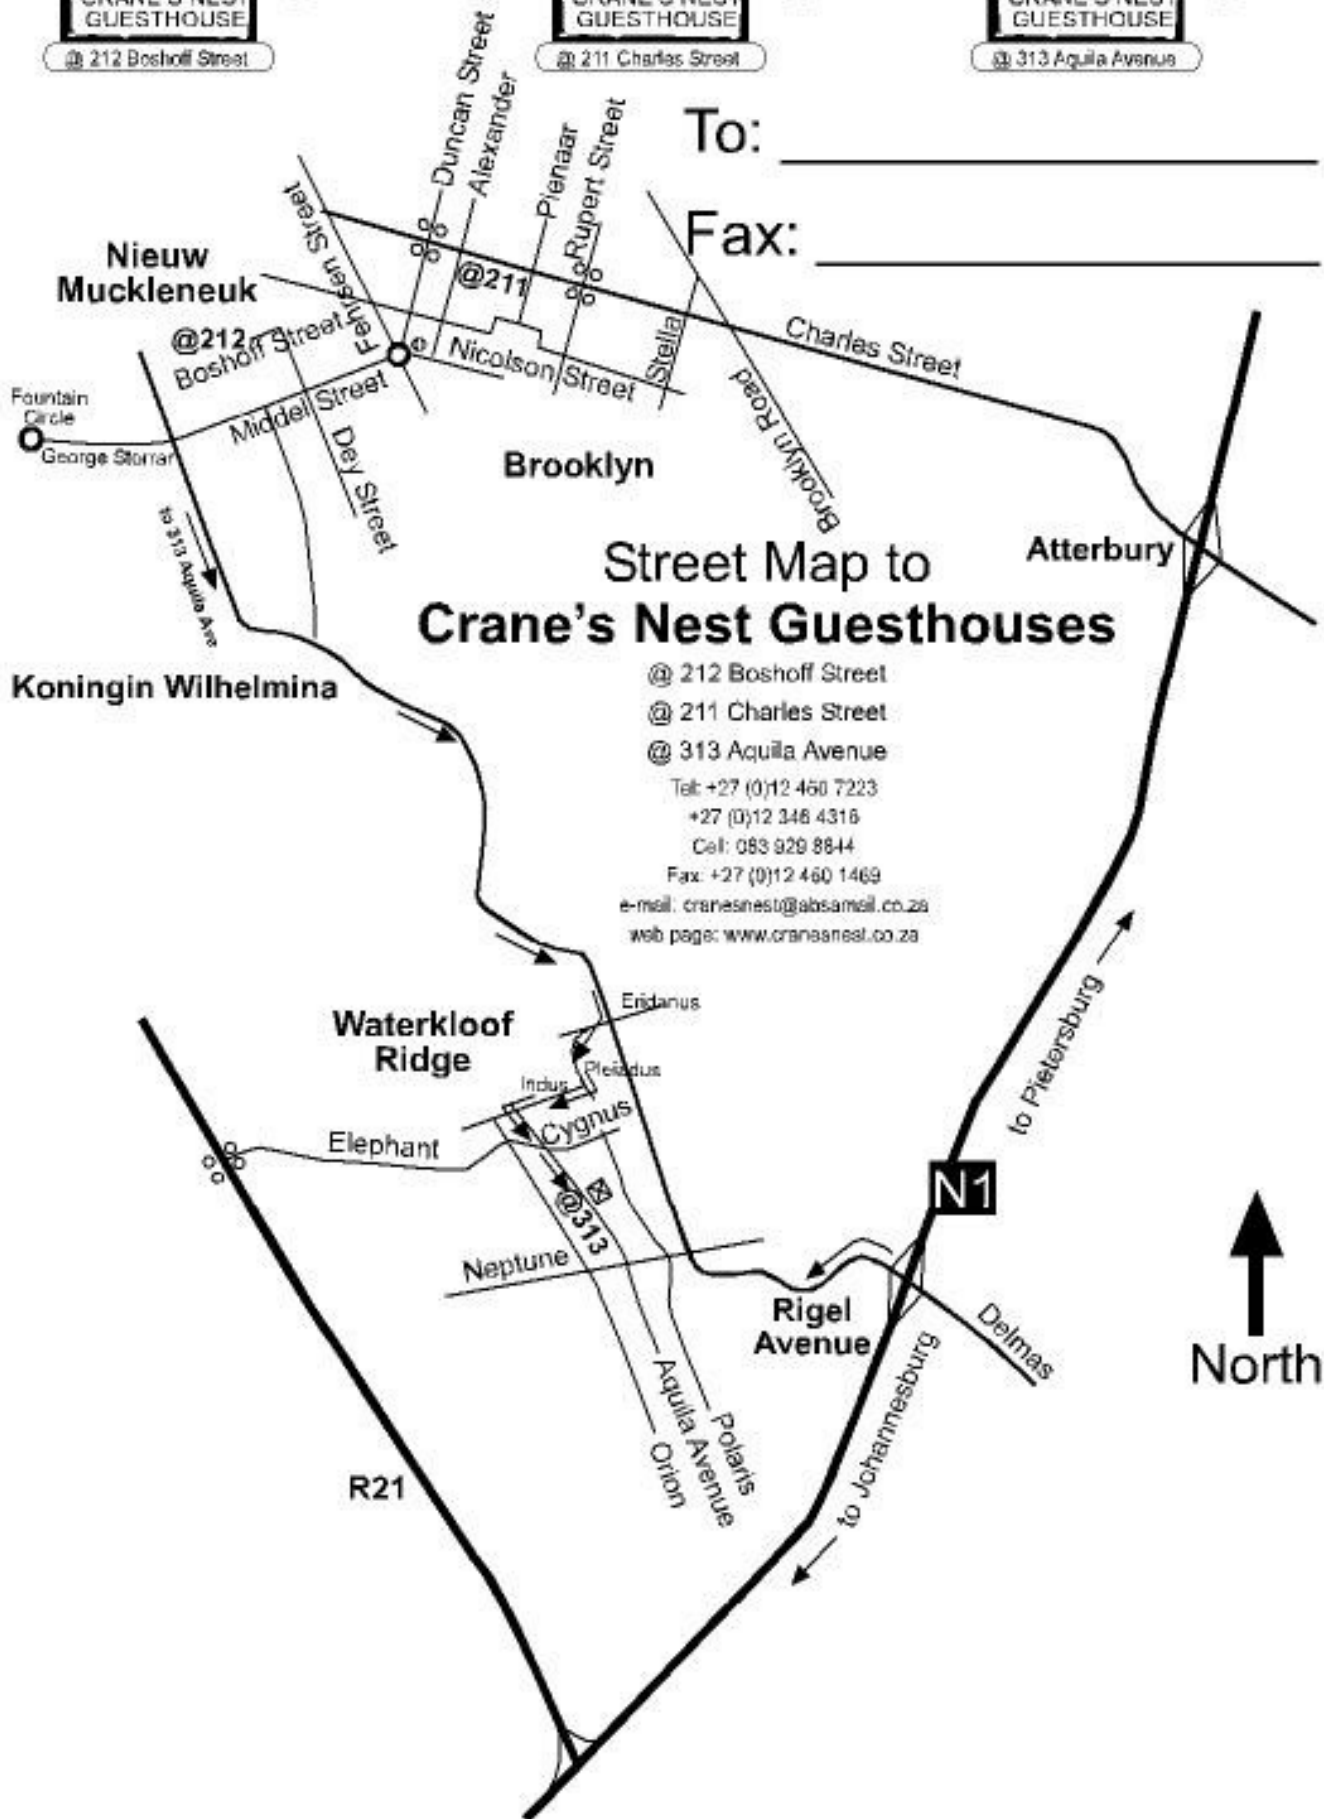 GUESTHOUSE
@ 212 Boshoff Street
GUESTHOUSE
@ 211 Charles Street
GUESTHOUSE
@ 313 Aquila Avenue
To:
Fax:
Duncan Street
Alexander
Pienaar
Rupert Street
Fehrsen Street
Nieuw
Muckleneuk
@211
@212
Boshoff Street
Nicolson Street
Stella
Charles Street
Brooklyn Road
Fountain
Circle
George Storrar
Middel Street
Dey Street
Brooklyn
to 313 Aquila Ave
Atterbury
Street Map to
Crane's Nest Guesthouses
@ 212 Boshoff Street
@ 211 Charles Street
@ 313 Aquila Avenue
Tel: +27 (0)12 460 7223
+27 (0)12 346 4316
Cell: 083 929 8844
Fax: +27 (0)12 460 1469
e-mail: cranesnest@absamail.co.za
web page: www.cranesnest.co.za
Koningin Wilhelmina
Waterkloof
Ridge
Eridanus
Pleiadus
Indus
Cygnus
Elephant
@313
Neptune
to Pietersburg
N1
Rigel
Avenue
Delmas
North
to Johannesburg
Aquila Avenue
Polaris
Orion
R21